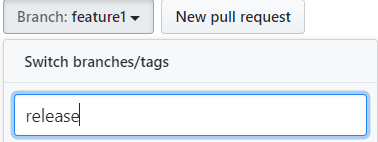 Branch: feature1 New pull request
Switch branches/tags
release